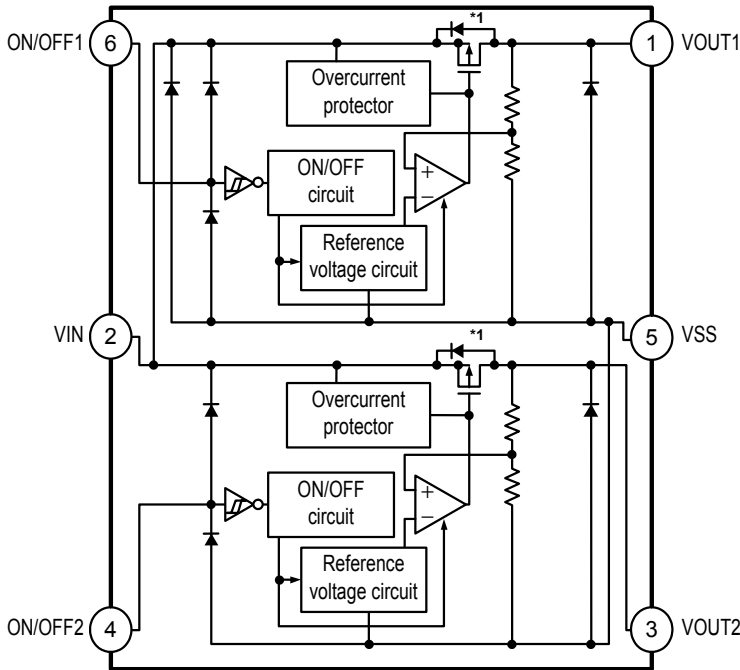 ON/OFF1
6
*1
1
VOUT1
Overcurrent
protector
ON/OFF
circuit
+
−
Reference
voltage circuit
VIN
2
*1
5
VSS
Overcurrent
protector
ON/OFF
circuit
+
−
Reference
voltage circuit
ON/OFF2
4
3
VOUT2